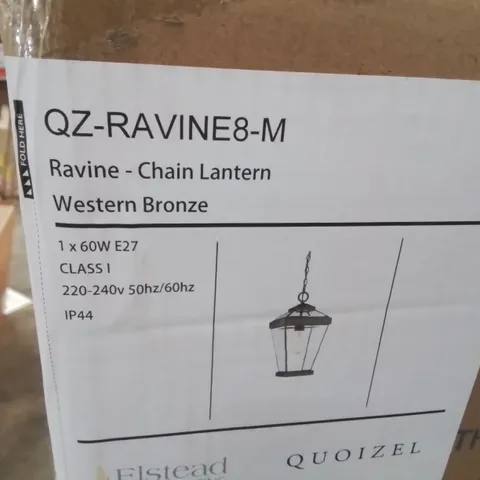 FOLD HERE
QZ-RAVINE8-M
Ravine - Chain Lantern
Western Bronze
1 x 60W E27
CLASS I
220-240v 50hz/60hz
IP44
Elstead
QUOIZEL
TH